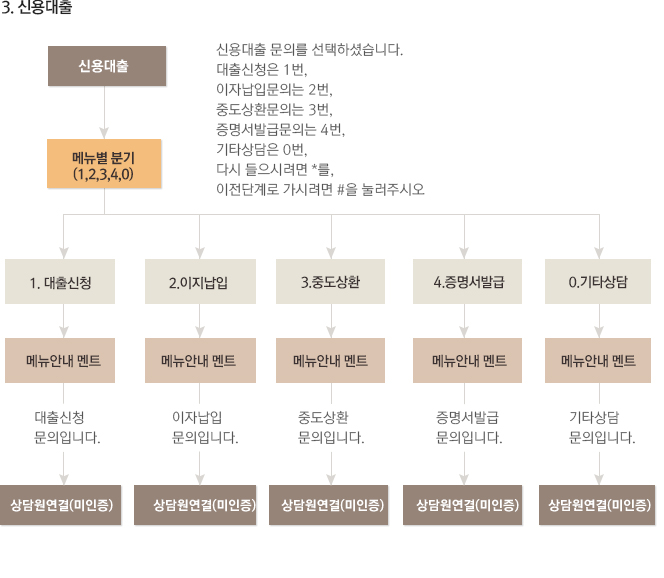 3. 신용대출
신용대출
신용대출 문의를 선택하셨습니다.
대출신청은 1번,
이자납입문의는 2번,
중도상환문의는 3번,
증명서발급문의는 4번,
기타상담은 0번,
다시 들으시려면 *를,
이전단계로 가시려면 #을 눌러주시오
메뉴별 분기
(1,2,3,4,0)
1. 대출신청
2.이지납입
3.중도상환
4.증명서발급
0.기타상담
메뉴안내 멘트
메뉴안내 멘트
메뉴안내 멘트
메뉴안내 멘트
메뉴안내 멘트
대출신청
문의입니다.
이자납입
문의입니다.
중도상환
문의입니다.
증명서발급
문의입니다.
기타상담
문의입니다.
상담원연결(미인증)
상담원연결(미인증)
상담원연결(미인증)
상담원연결(미인증)
상담원연결(미인증)